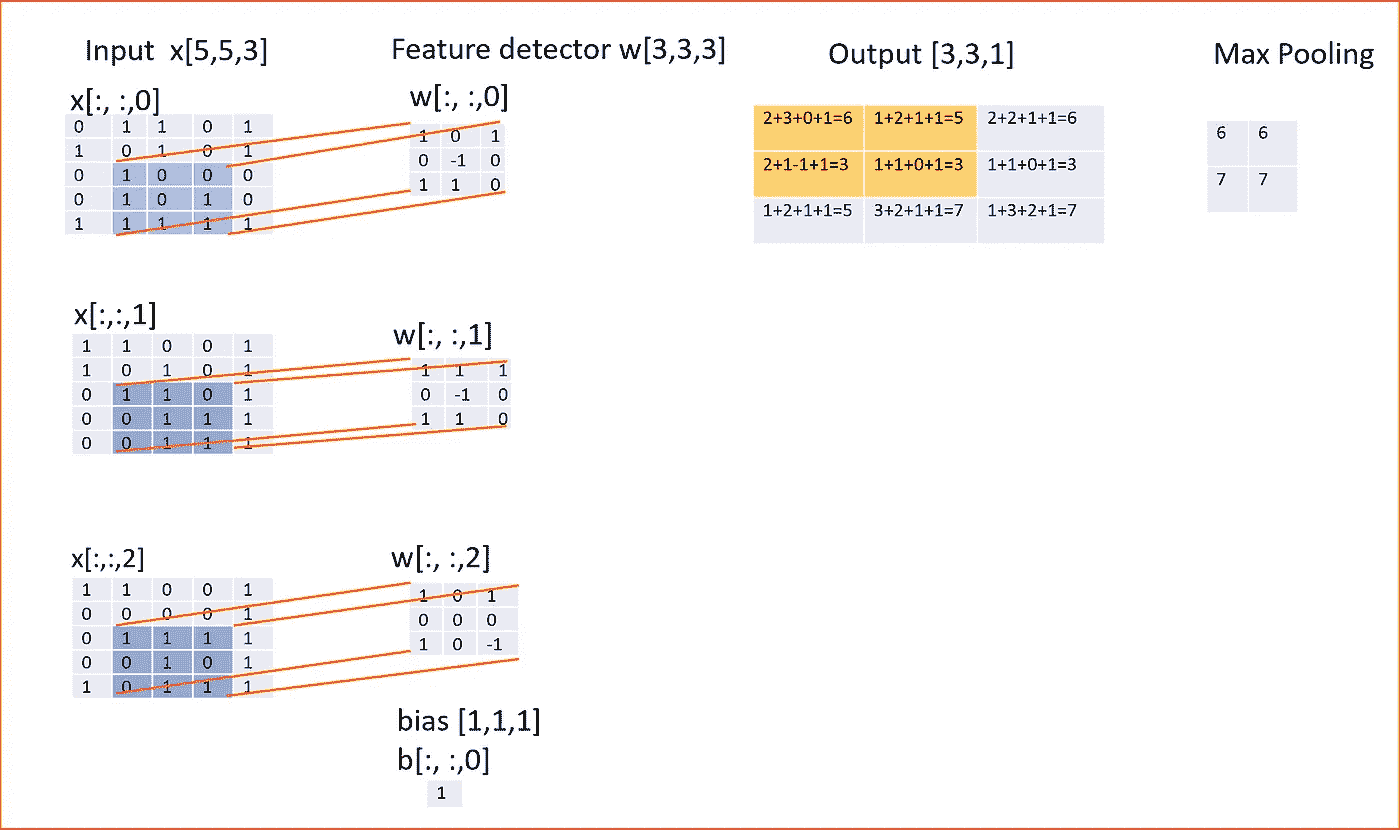 Input x[5,5,3]
Feature detector w[3,3,3]
Output [3,3,1]
Max Pooling
x[:, :,0]
0 1 1 0 1
1 0 1 0 1
0 1 0 0 0
0 1 0 1 0
1 1 1 1 1
w[:, :,0]
1 0 1
0 -1 0
1 1 0
2+3+0+1=6 1+2+1+1=5 2+2+1+1=6
2+1-1+1=3 1+1+0+1=3 1+1+0+1=3
1+2+1+1=5 3+2+1+1=7 1+3+2+1=7
6 6
7 7
x[:,:,1]
1 1 0 0 1
1 0 1 0 1
0 1 1 0 1
0 0 1 1 1
0 0 1 1 1
w[:, :,1]
1 1 1
0 -1 0
1 1 0
x[:,:,2]
1 1 0 0 1
0 0 0 0 1
0 1 1 1 1
0 0 1 0 1
1 0 1 1 1
w[:, :,2]
1 0 1
0 0 0
1 0 -1
bias [1,1,1]
b[:, :,0]
1